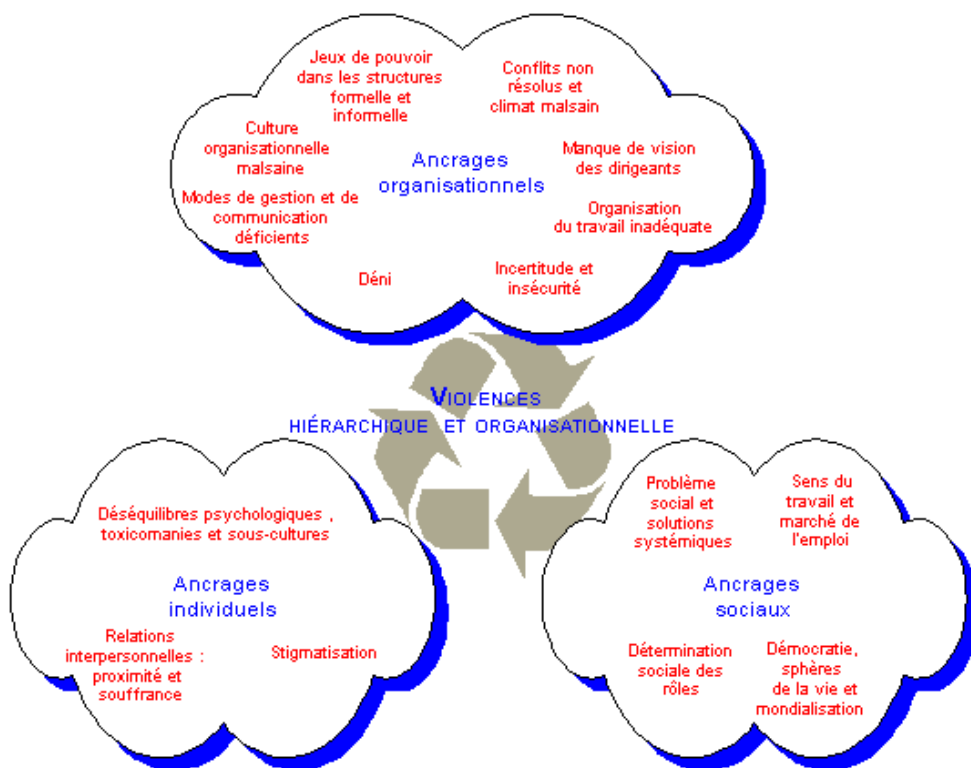 Jeux de pouvoir
dans les structures
formelle et
informelle
Conflits non
résolus et
climat malsain
Culture
organisationnelle
malsaine
Ancrages
organisationnels
Manque de vision
des dirigeants
Modes de gestion et de
communication
déficients
Organisation
du travail inadéquate
Déni
Incertitude et
insécurité
VIOLENCES
HIÉRARCHIQUE ET ORGANISATIONNELLE
Déséquilibres psychologiques ,
toxicomanies et sous-cultures
Ancrages
individuels
Relations
interpersonnelles :
proximité et
souffrance
Stigmatisation
Problème
social et
solutions
systémiques
Sens du
travail et
marché de
l'emploi
Ancrages
sociaux
Détermination
sociale des
rôles
Démocratie,
sphères
de la vie et
mondialisation